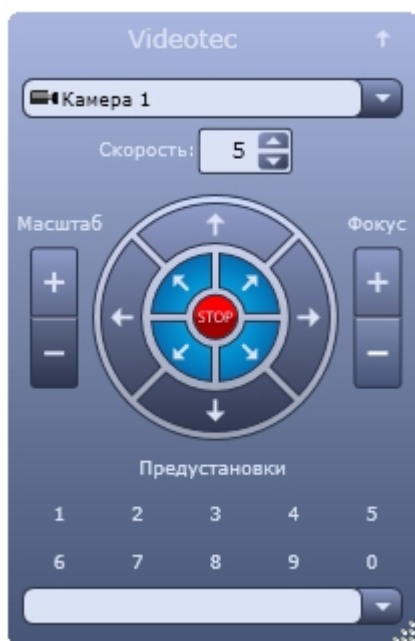 Videotec
Камера 1
Скорость: 5
Масштаб
Фокус
STOP
Предустановки
1 2 3 4 5
6 7 8 9 0